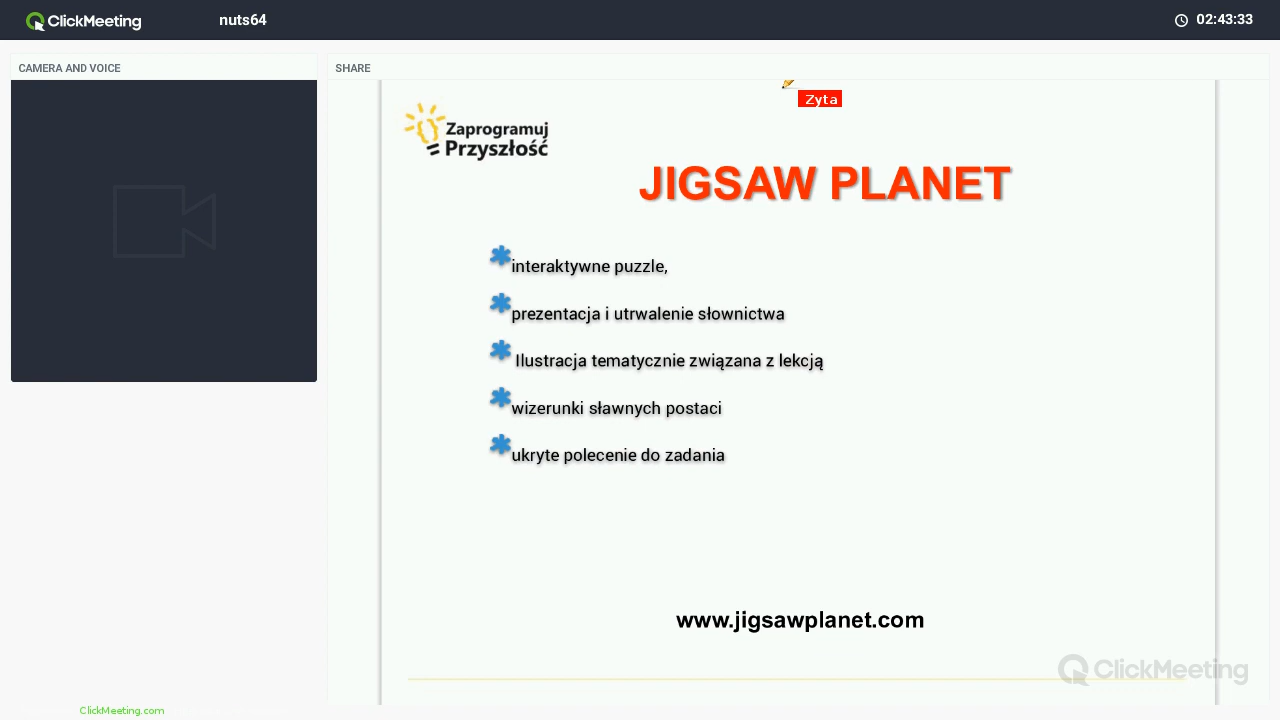 ClickMeeting
nuts64
02:43:33
CAMERA AND VOICE
SHARE
Zyta
Zaprogramuj
Przyszłość
JIGSAW PLANET
interaktywne puzzle,
prezentacja i utrwalenie słownictwa
Ilustracja tematycznie związana z lekcją
wizerunki sławnych postaci
ukryte polecenie do zadania
www.jigsawplanet.com
ClickMeeting
ClickMeeting.com